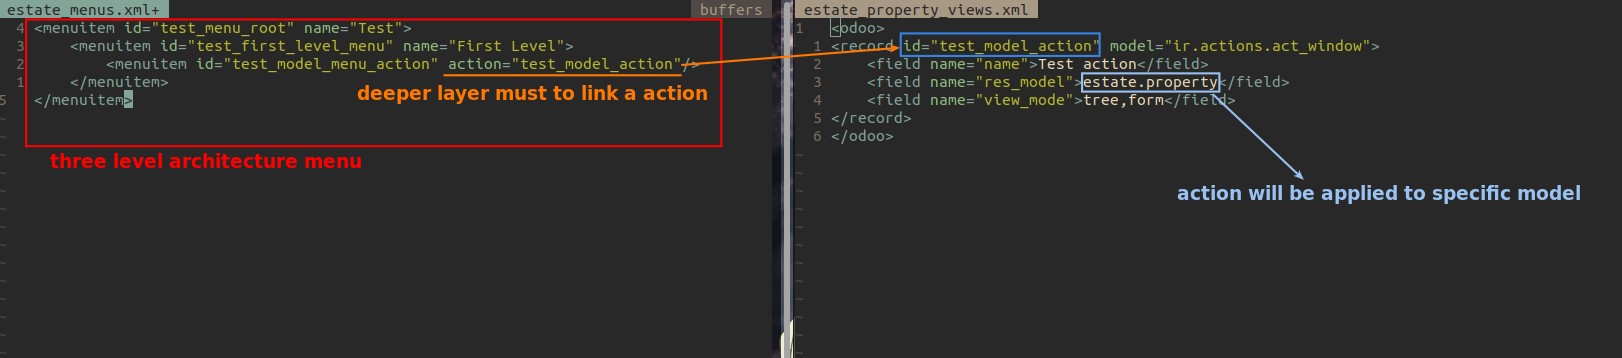 estate_menus.xml+
buffers
4 <menuitem id="test_menu_root" name="Test">
3 <menuitem id="test_first_level_menu" name="First Level">
2 <menuitem id="test_model_menu_action" action="test_model_action"/>
1 </menuitem>
5 </menuitem>
deeper layer must to link a action
three level architecture menu
estate_property_views.xml
1 <odoo>
1 <record id="test_model_action" model="ir.actions.act_window">
2 <field name="name">Test action</field>
3 <field name="res_model">estate.property</field>
4 <field name="view_mode">tree,form</field>
5 </record>
6 </odoo>
action will be applied to specific model